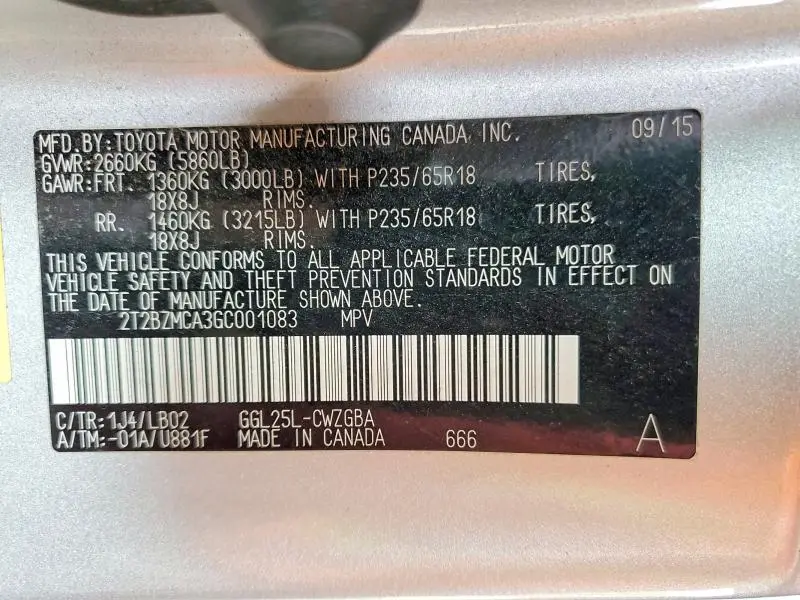 MFD. BY: TOYOTA MOTOR MANUFACTURING CANADA, INC. 09/15
GVWR: 2660KG (5860LB)
GAWR: FRT. 1360KG (3000LB) WITH P235/65R18 TIRES,
18X8J RIMS.
RR. 1460KG (3215LB) WITH P235/65R18 TIRES,
18X8J RIMS.
THIS VEHICLE CONFORMS TO ALL APPLICABLE FEDERAL MOTOR
VEHICLE SAFETY AND THEFT PREVENTION STANDARDS IN EFFECT ON
THE DATE OF MANUFACTURE SHOWN ABOVE.
2T2BZMCA3GC001083 MPV
C/TR: 1J4/LB02 GGL25L-CWZGBA
A/TM: -01A/U881F MADE IN CANADA 666 A